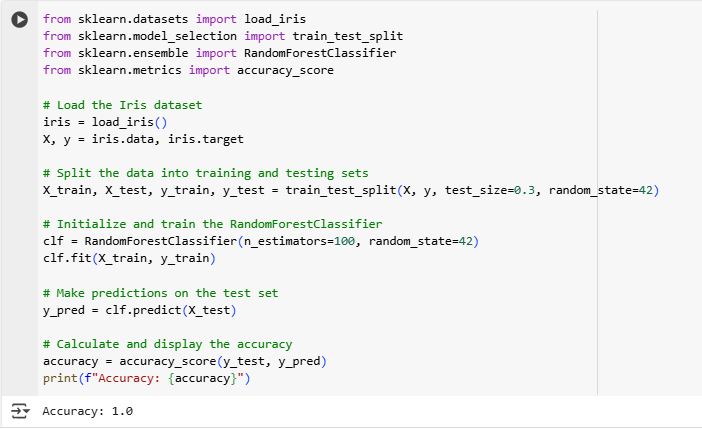 from sklearn.datasets import load_iris
from sklearn.model_selection import train_test_split
from sklearn.ensemble import RandomForestClassifier
from sklearn.metrics import accuracy_score

# Load the Iris dataset
iris = load_iris()
X, y = iris.data, iris.target

# Split the data into training and testing sets
X_train, X_test, y_train, y_test = train_test_split(X, y, test_size=0.3, random_state=42)

# Initialize and train the RandomForestClassifier
clf = RandomForestClassifier(n_estimators=100, random_state=42)
clf.fit(X_train, y_train)

# Make predictions on the test set
y_pred = clf.predict(X_test)

# Calculate and display the accuracy
accuracy = accuracy_score(y_test, y_pred)
print(f"Accuracy: {accuracy}")
Accuracy: 1.0